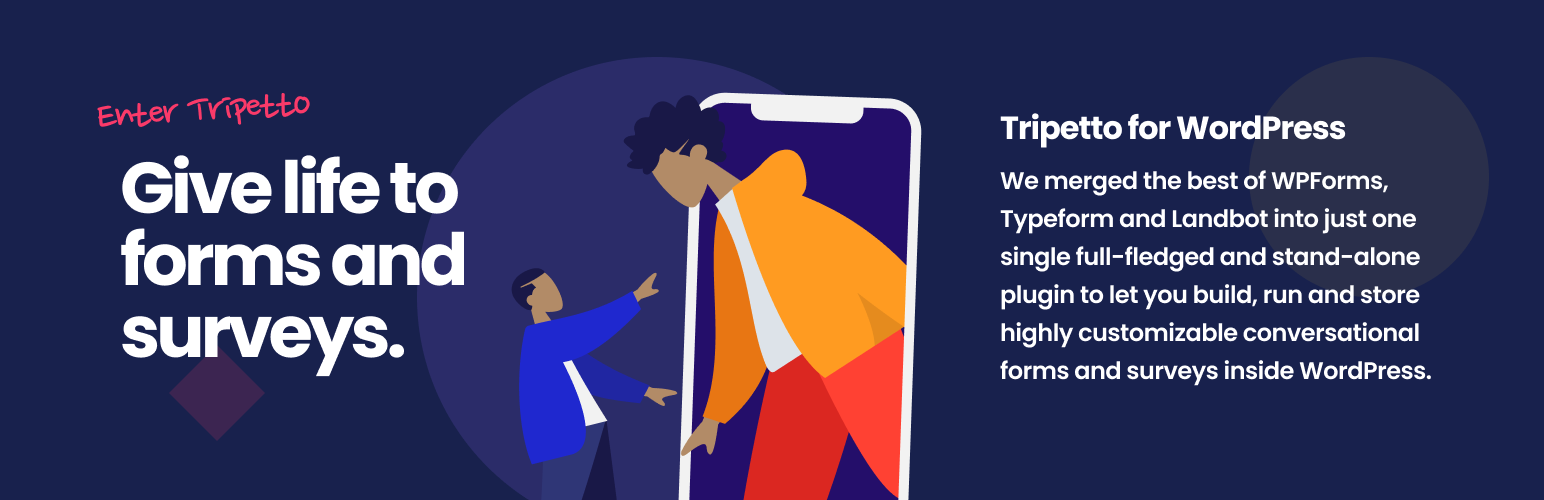 Enter Tripetto
Give life to
forms and
surveys.
Tripetto for WordPress
We merged the best of WPForms,
Typeform and Landbot into just one
single full-fledged and stand-alone
plugin to let you build, run and store
highly customizable conversational
forms and surveys inside WordPress.